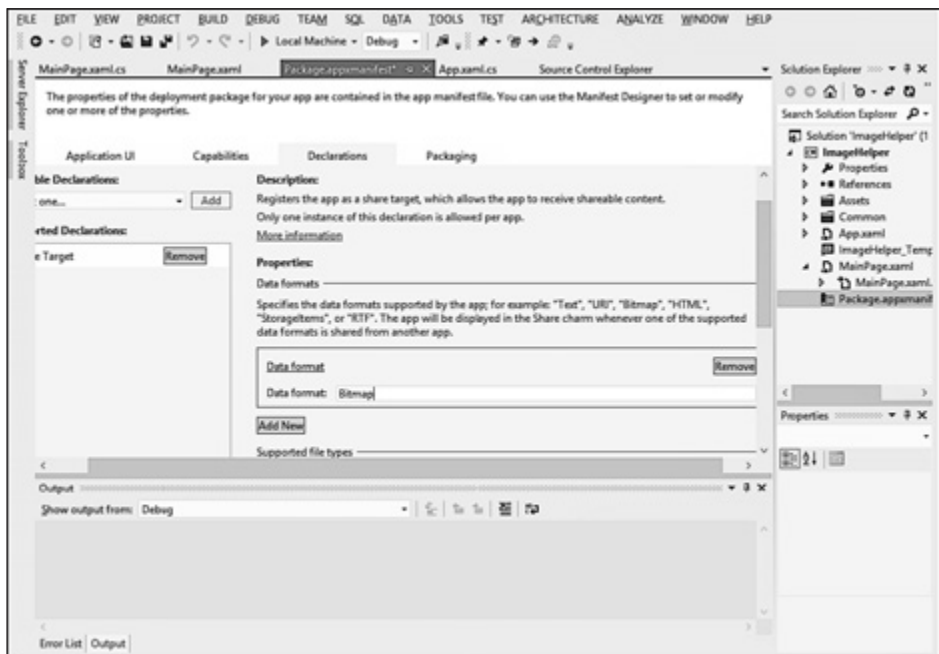 FILE EDIT VIEW PROJECT BUILD DEBUG TEAM SQL DATA TOOLS TEST ARCHITECTURE ANALYZE WINDOW HELP
Local Machine Debug
Server Explorer
Toolbox
MainPage.xaml.cs MainPage.xaml Package.appxmanifest* App.xaml.cs Source Control Explorer
The properties of the deployment package for your app are contained in the app manifest file. You can use the Manifest Designer to set or modify
one or more of the properties.
Application UI Capabilities Declarations Packaging
ble Declarations:
one... Add
rted Declarations:
e Target Remove
Description:
Registers the app as a share target, which allows the app to receive shareable content.
Only one instance of this declaration is allowed per app.
More information
Properties:
Data formats
Specifies the data formats supported by the app; for example: "Text", "URI", "Bitmap", "HTML",
"StorageItems", or "RTF". The app will be displayed in the Share charm whenever one of the supported
data formats is shared from another app.
Data format Remove
Data format: Bitmap
Add New
Supported file types
Output
Show output from: Debug
Error List Output
Solution Explorer
Search Solution Explorer
Solution 'ImageHelper' (1
ImageHelper
Properties
References
Assets
Common
App.xaml
ImageHelper_Temp
MainPage.xaml
MainPage.xaml.
Package.appxmanif
Properties